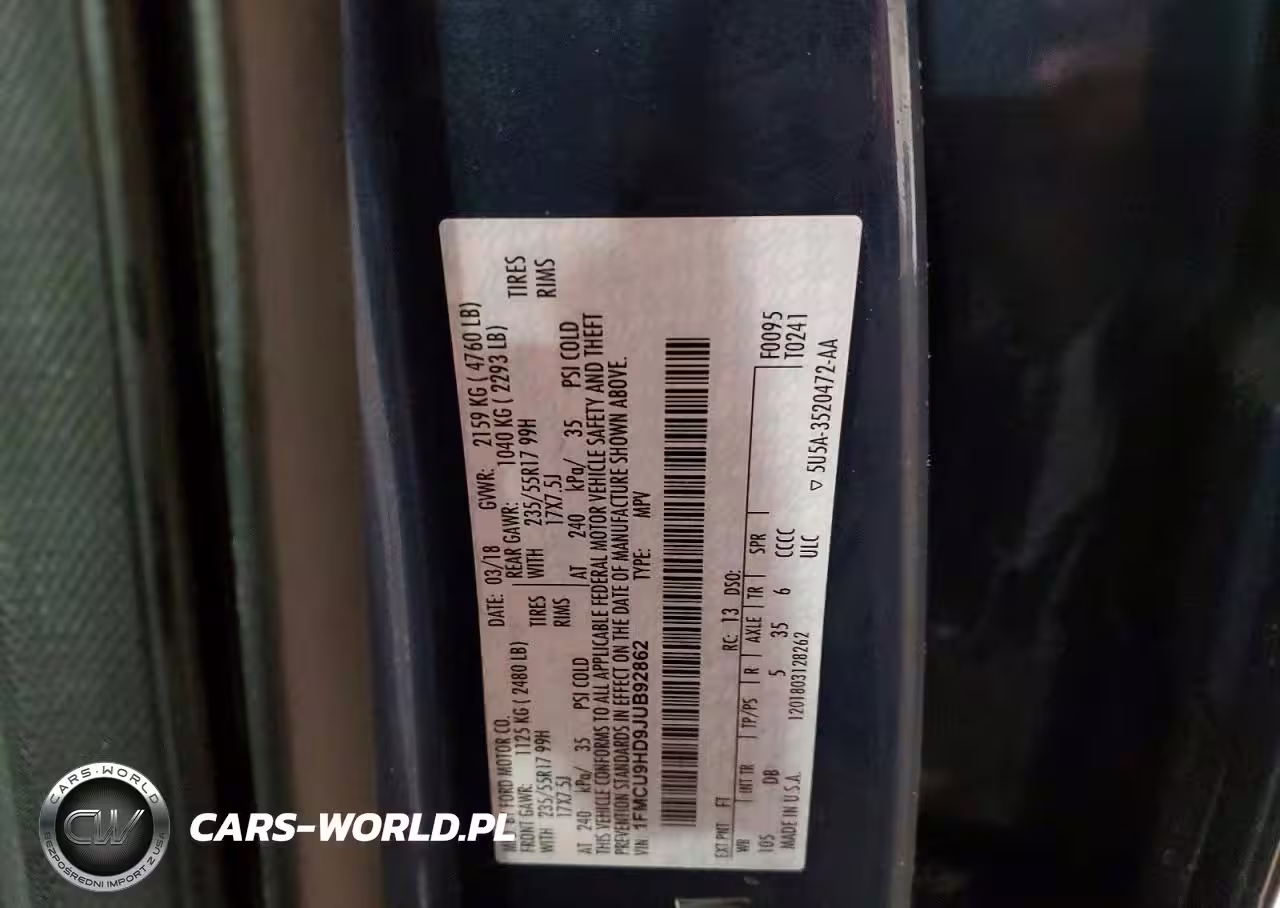 FORD MOTOR CO. DATE: 03/18 GVWR: 2159 KG ( 4760 LB)
FRONT GAWR: 1125 KG ( 2480 LB) REAR GAWR: 1040 KG ( 2293 LB)
WITH 235/55R17 99H TIRES WITH 235/55R17 99H TIRES
17X7.5J RIMS 17X7.5J RIMS
AT 240 kPa/ 35 PSI COLD AT 240 kPa/ 35 PSI COLD
THIS VEHICLE CONFORMS TO ALL APPLICABLE FEDERAL MOTOR VEHICLE SAFETY AND THEFT
PREVENTION STANDARDS IN EFFECT ON THE DATE OF MANUFACTURE SHOWN ABOVE.
VIN: 1FMCU9HD9JUB92862 TYPE: MPV
EXT PNT: FT RC: 13 DSO: F0095
WB INT TR TP/PS R AXLE TR SPR T0241
105 DB 5 35 6 CCCC
MADE IN U.S.A. 1201803128262 ULC
▽ 5U5A-3520472-AA
CARS-WORLD
CW
BEZPOŚREDNI IMPORT Z USA
CARS-WORLD.PL